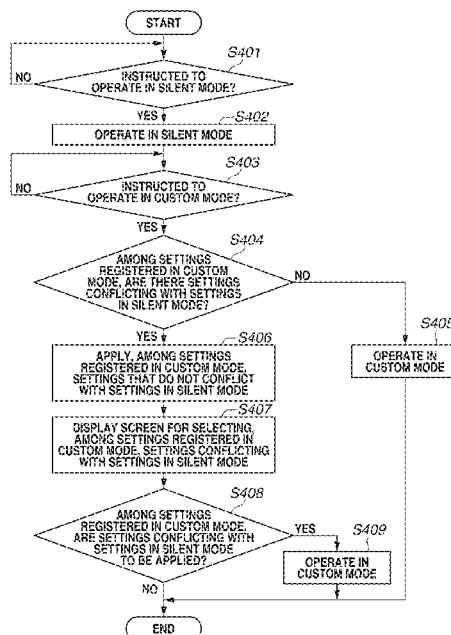 START
S401
INSTRUCTED TO
OPERATE IN SILENT MODE?
NO
YES
S402
OPERATE IN SILENT MODE
S403
INSTRUCTED TO
OPERATE IN CUSTOM MODE?
NO
YES
S404
AMONG SETTINGS
REGISTERED IN CUSTOM
MODE, ARE THERE SETTINGS
CONFLICTING WITH SETTINGS
IN SILENT MODE?
NO
YES
S405
OPERATE IN
CUSTOM MODE
S406
APPLY, AMONG SETTINGS
REGISTERED IN CUSTOM MODE,
SETTINGS THAT DO NOT CONFLICT
WITH SETTINGS IN SILENT MODE
S407
DISPLAY SCREEN FOR SELECTING,
AMONG SETTINGS REGISTERED IN
CUSTOM MODE, SETTINGS CONFLICTING
WITH SETTINGS IN SILENT MODE
S408
AMONG SETTINGS
REGISTERED IN CUSTOM MODE,
ARE SETTINGS CONFLICTING WITH
SETTINGS IN SILENT MODE
TO BE APPLIED?
YES
NO
S409
OPERATE IN
CUSTOM MODE
END